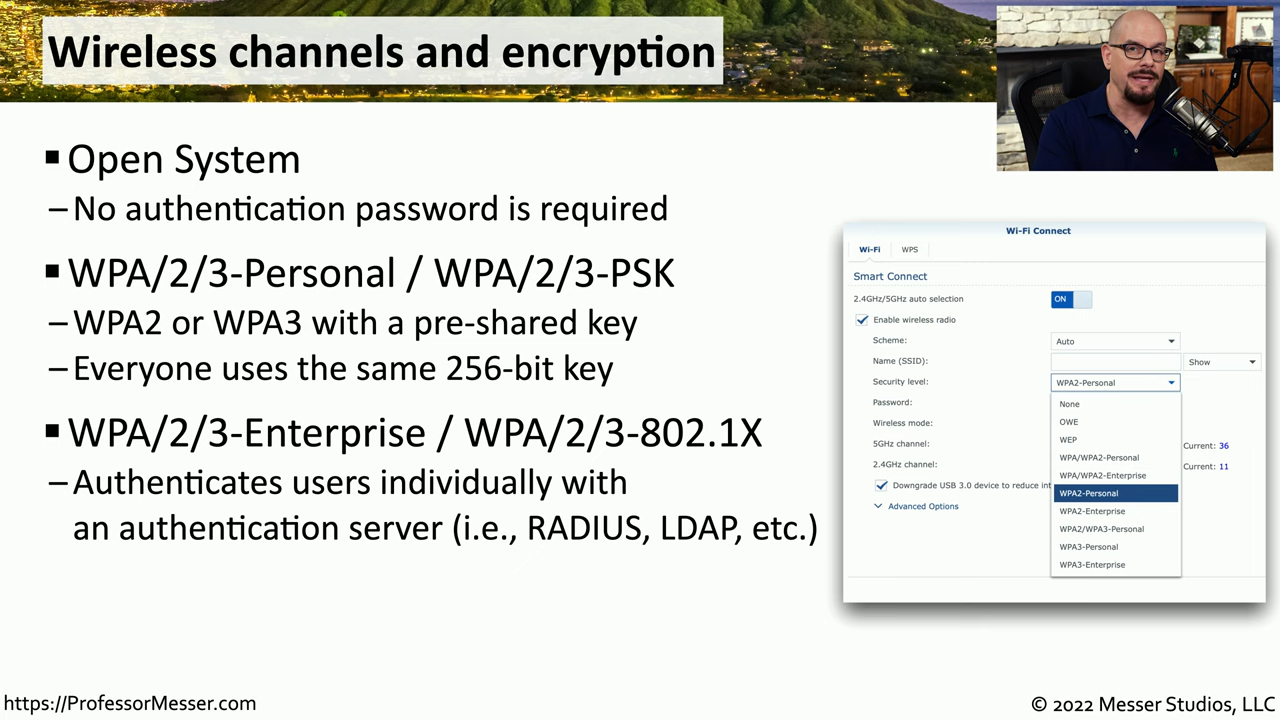 Wireless channels and encryption
▪ Open System
– No authentication password is required
▪ WPA/2/3-Personal / WPA/2/3-PSK
– WPA2 or WPA3 with a pre-shared key
– Everyone uses the same 256-bit key
▪ WPA/2/3-Enterprise / WPA/2/3-802.1X
– Authenticates users individually with
an authentication server (i.e., RADIUS, LDAP, etc.)
Wi-Fi Connect
Wi-Fi WPS
Smart Connect
2.4GHz/5GHz auto selection ON
Enable wireless radio
Scheme: Auto
Name (SSID): Show
Security level: WPA2-Personal
Password:
Wireless mode:
5GHz channel: Current: 36
2.4GHz channel: Current: 11
Downgrade USB 3.0 device to reduce int
Advanced Options
None
OWE
WEP
WPA/WPA2-Personal
WPA/WPA2-Enterprise
WPA2-Personal
WPA2-Enterprise
WPA2/WPA3-Personal
WPA3-Personal
WPA3-Enterprise
https://ProfessorMesser.com
© 2022 Messer Studios, LLC